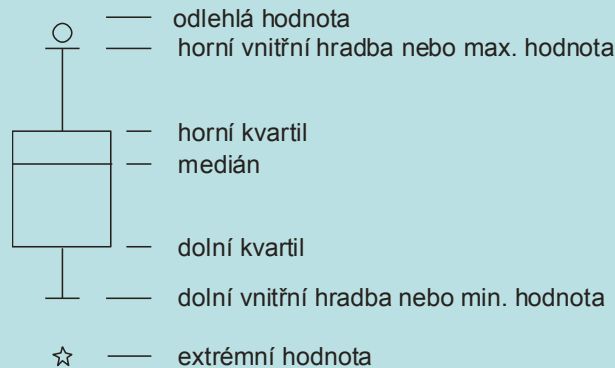 odlehlá hodnota
horní vnitřní hradba nebo max. hodnota
horní kvartil
medián
dolní kvartil
dolní vnitřní hradba nebo min. hodnota
extrémní hodnota